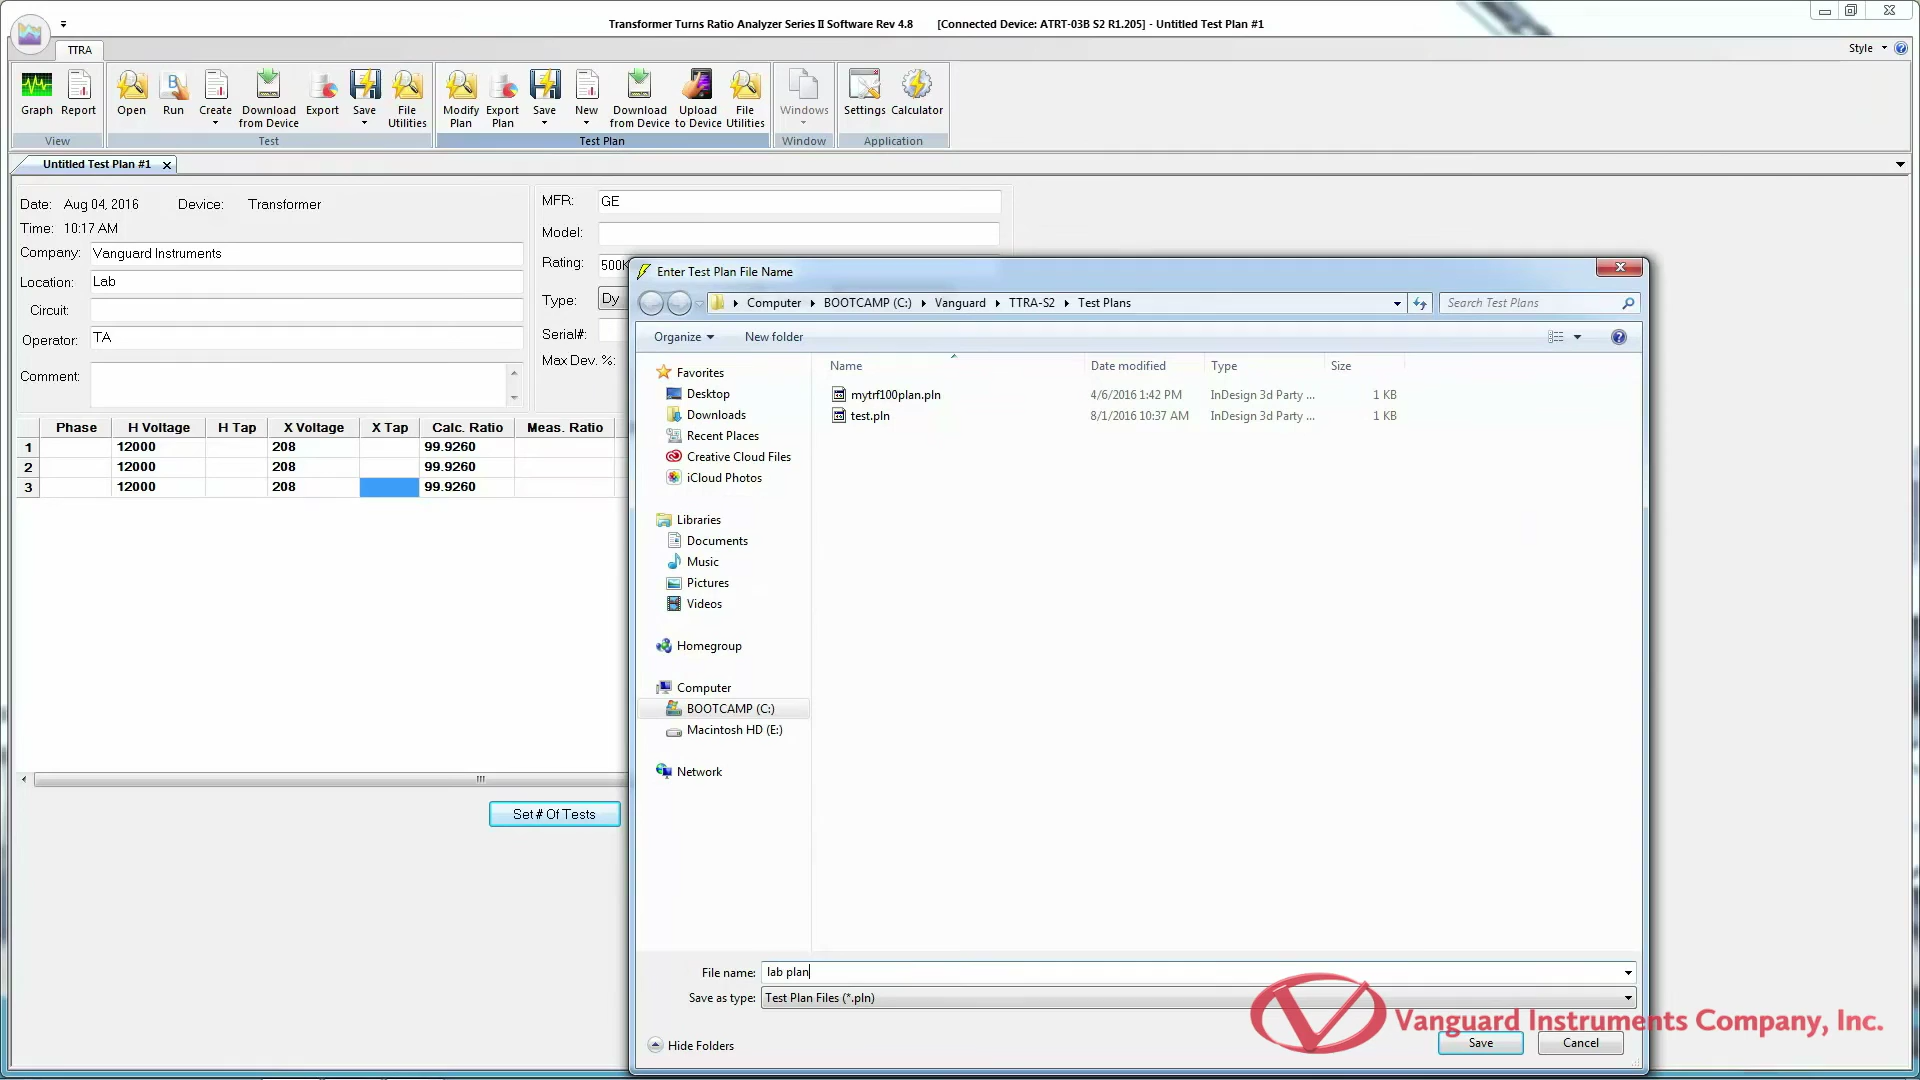 Transformer Turns Ratio Analyzer Series II Software Rev 4.8 [Connected Device: ATRT-03B S2 R1.205] - Untitled Test Plan #1
TTRA
Style
Graph
Report
Open
Run
Create
Download from Device
Export
Save
File Utilities
Modify Plan
Export Plan
Save
New
Download from Device
Upload to Device
File Utilities
Windows
Settings
Calculator
View
Test
Test Plan
Window
Application
Untitled Test Plan #1
Date: Aug 04, 2016 Device: Transformer
Time: 10:17 AM
Company: Vanguard Instruments
Location: Lab
Circuit:
Operator: TA
Comment:
MFR: GE
Model:
Rating: 500K
Type: Dy
Serial#:
Max Dev. %:
Phase H Voltage H Tap X Voltage X Tap Calc. Ratio Meas. Ratio
1 12000 208 99.9260
2 12000 208 99.9260
3 12000 208 99.9260
Set # Of Tests
Enter Test Plan File Name
Computer BOOTCAMP (C:) Vanguard TTRA-S2 Test Plans
Search Test Plans
Organize New folder
Favorites
Desktop
Downloads
Recent Places
Creative Cloud Files
iCloud Photos
Libraries
Documents
Music
Pictures
Videos
Homegroup
Computer
BOOTCAMP (C:)
Macintosh HD (E:)
Network
Name Date modified Type Size
mytrf100plan.pln 4/6/2016 1:42 PM InDesign 3d Party ... 1 KB
test.pln 8/1/2016 10:37 AM InDesign 3d Party ... 1 KB
File name: lab plan
Save as type: Test Plan Files (*.pln)
Hide Folders
Save
Cancel
Vanguard Instruments Company, Inc.